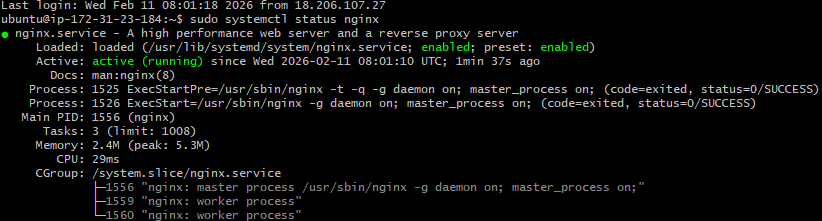 Last login: Wed Feb 11 08:01:18 2026 from 18.206.107.27
ubuntu@ip-172-31-23-184:~$ sudo systemctl status nginx
● nginx.service - A high performance web server and a reverse proxy server
     Loaded: loaded (/usr/lib/systemd/system/nginx.service; enabled; preset: enabled)
     Active: active (running) since Wed 2026-02-11 08:01:10 UTC; 1min 37s ago
       Docs: man:nginx(8)
    Process: 1525 ExecStartPre=/usr/sbin/nginx -t -q -g daemon on; master_process on; (code=exited, status=0/SUCCESS)
    Process: 1526 ExecStart=/usr/sbin/nginx -g daemon on; master_process on; (code=exited, status=0/SUCCESS)
   Main PID: 1556 (nginx)
      Tasks: 3 (limit: 1008)
     Memory: 2.4M (peak: 5.3M)
        CPU: 29ms
     CGroup: /system.slice/nginx.service
             ├─1556 "nginx: master process /usr/sbin/nginx -g daemon on; master_process on;"
             ├─1559 "nginx: worker process"
             └─1560 "nginx: worker process"